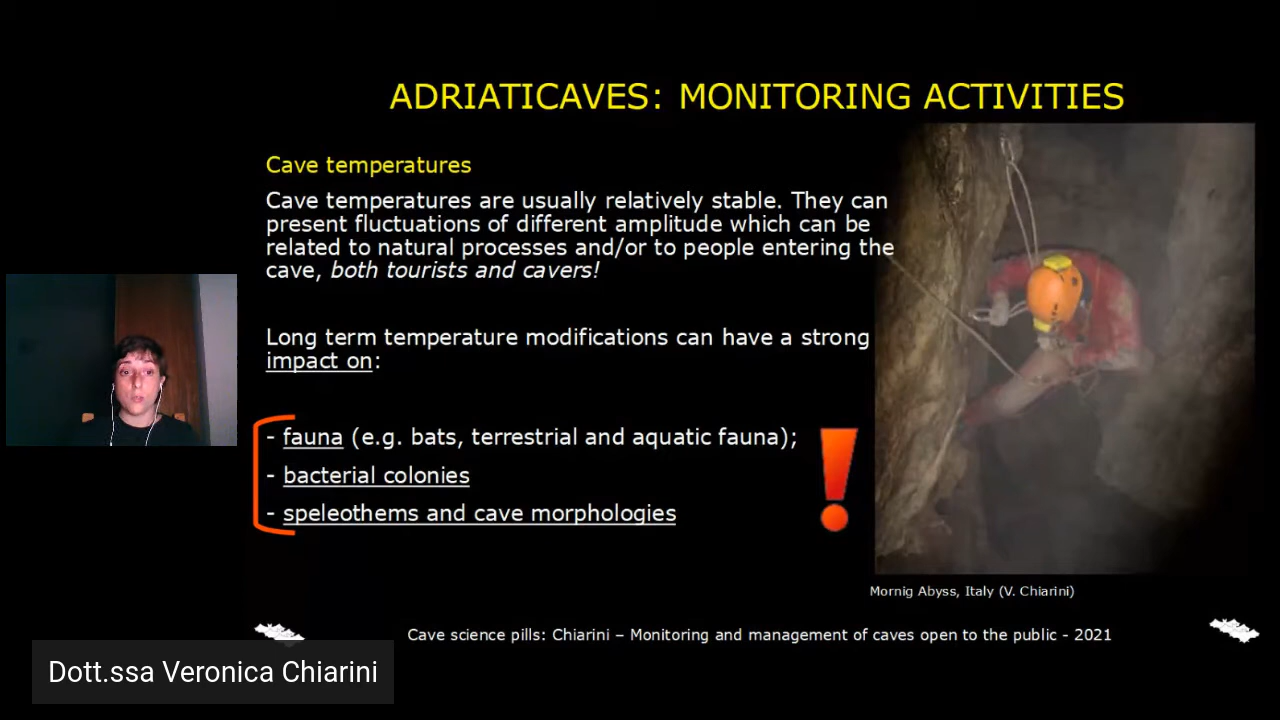 ADRIATICAVES: MONITORING ACTIVITIES
Cave temperatures
Cave temperatures are usually relatively stable. They can
present fluctuations of different amplitude which can be
related to natural processes and/or to people entering the
cave, both tourists and cavers!
Long term temperature modifications can have a strong
impact on:
- fauna (e.g. bats, terrestrial and aquatic fauna);
- bacterial colonies
- speleothems and cave morphologies
Mornig Abyss, Italy (V. Chiarini)
Cave science pills: Chiarini – Monitoring and management of caves open to the public - 2021
Dott.ssa Veronica Chiarini